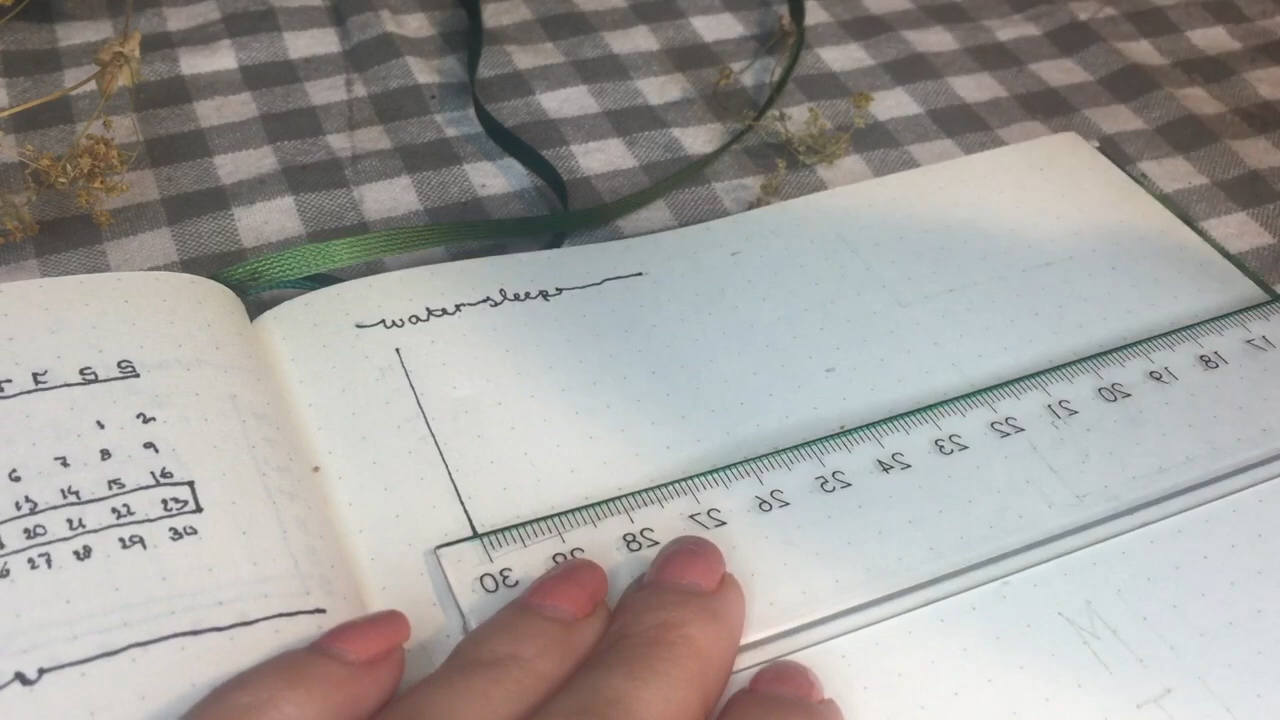 T F S S
1 2
6 7 8 9
13 14 15 16
20 21 22 23
6 27 28 29 30
water sleep
30 29 28 27 26 25 24 23 22 21 20 19 18 17
M
T